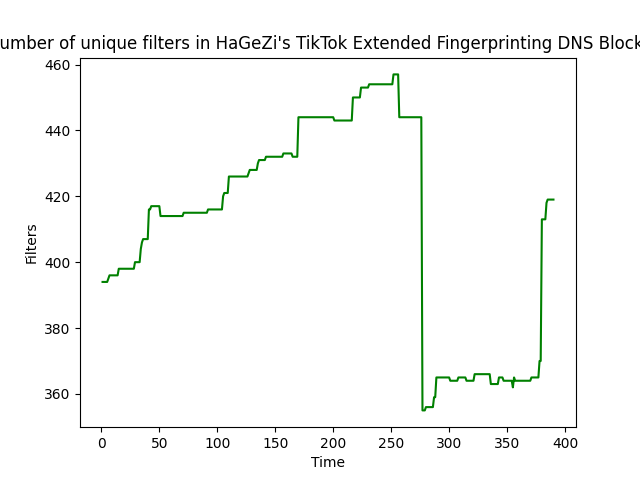 umber of unique filters in HaGeZi's TikTok Extended Fingerprinting DNS Block
460
440
420
400
380
360
Filters
0 50 100 150 200 250 300 350 400
Time